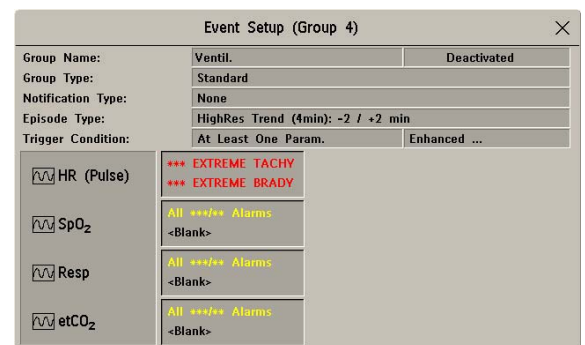 Event Setup (Group 4)
Group Name: Ventil. Deactivated
Group Type: Standard
Notification Type: None
Episode Type: HighRes Trend (4min): -2 / +2 min
Trigger Condition: At Least One Param. Enhanced ...
HR (Pulse)
*** EXTREME TACHY
*** EXTREME BRADY
SpO₂
All ***/** Alarms
<Blank>
Resp
All ***/** Alarms
<Blank>
etCO₂
All ***/** Alarms
<Blank>